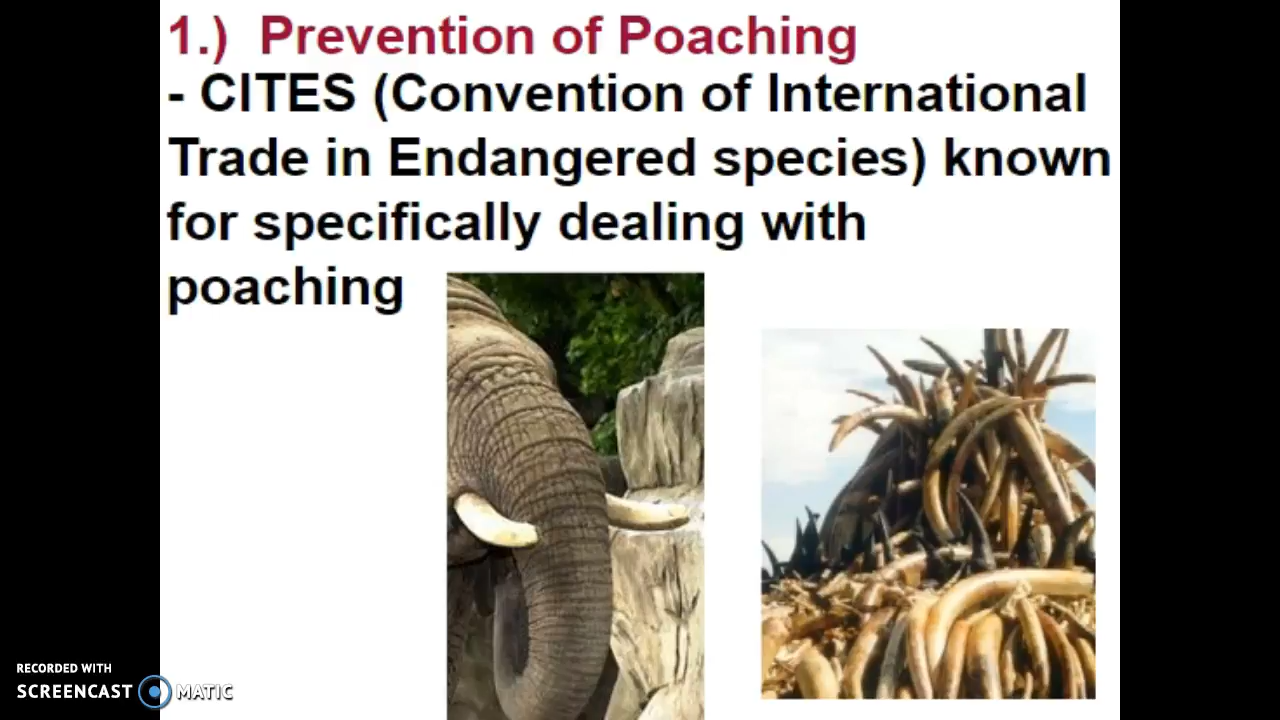 1.) Prevention of Poaching
- CITES (Convention of International
Trade in Endangered species) known
for specifically dealing with
poaching
RECORDED WITH
SCREENCAST MATIC